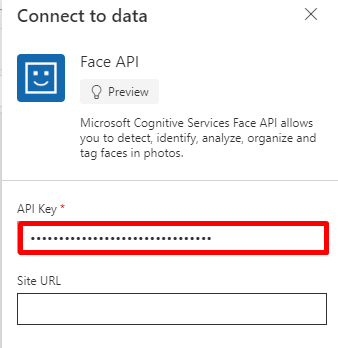 Connect to data
Face API
Preview
Microsoft Cognitive Services Face API allows
you to detect, identify, analyze, organize and
tag faces in photos.
API Key *
••••••••••••••••••••••••••••••••
Site URL